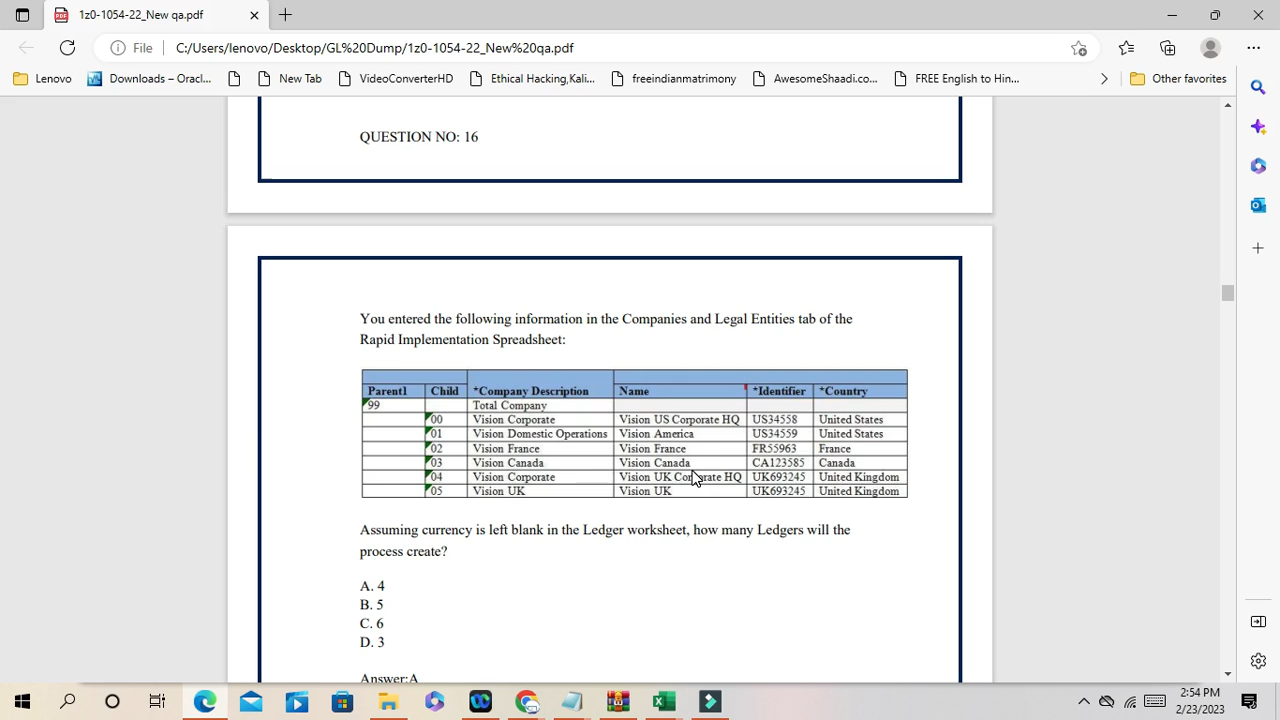 1z0-1054-22_New qa.pdf
File C:/Users/lenovo/Desktop/GL%20Dump/1z0-1054-22_New%20qa.pdf
Lenovo Downloads – Oracl... New Tab VideoConverterHD Ethical Hacking,Kali... freeindianmatrimony AwesomeShaadi.co... FREE English to Hin... Other favorites
QUESTION NO: 16
You entered the following information in the Companies and Legal Entities tab of the
Rapid Implementation Spreadsheet:
Parent1 Child *Company Description Name *Identifier *Country
99 Total Company
00 Vision Corporate Vision US Corporate HQ US34558 United States
01 Vision Domestic Operations Vision America US34559 United States
02 Vision France Vision France FR55963 France
03 Vision Canada Vision Canada CA123585 Canada
04 Vision Corporate Vision UK Corporate HQ UK693245 United Kingdom
05 Vision UK Vision UK UK693245 United Kingdom
Assuming currency is left blank in the Ledger worksheet, how many Ledgers will the
process create?
A. 4
B. 5
C. 6
D. 3
Answer:A
2:54 PM
2/23/2023